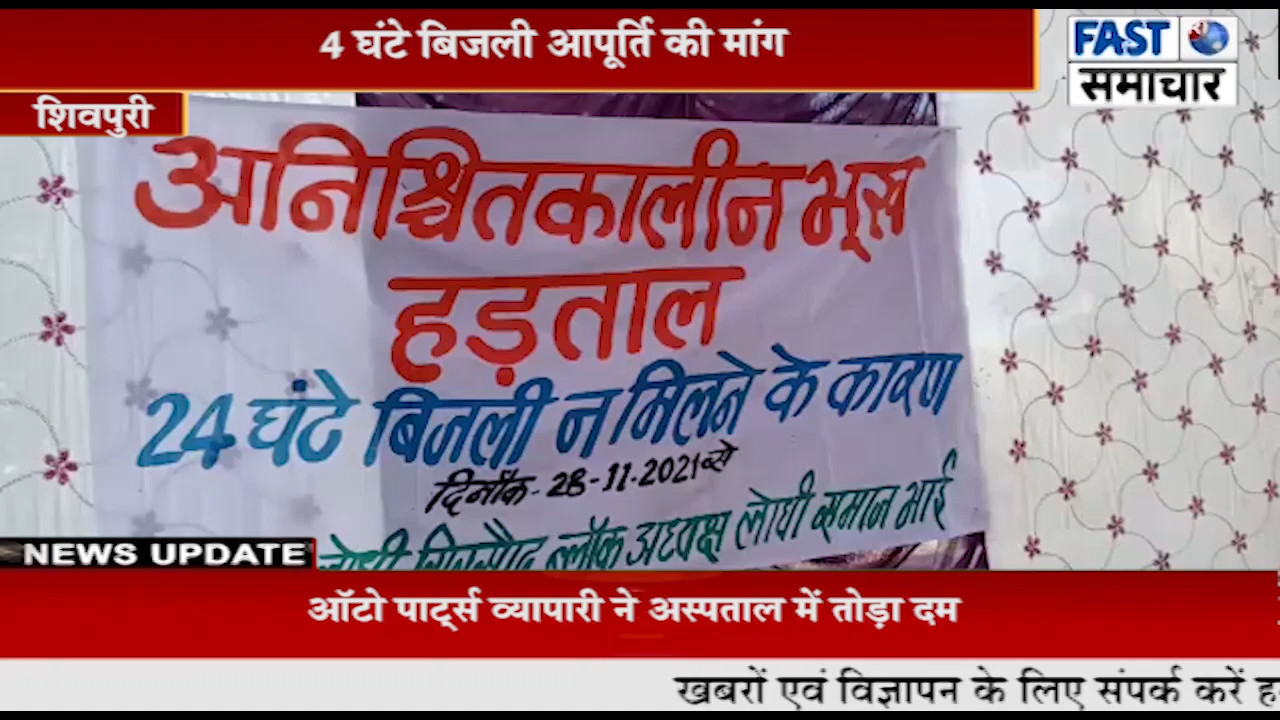 4 घंटे बिजली आपूर्ति की मांग
FAST
समाचार
शिवपुरी
अनिश्चितकालीन भूख
हड़ताल
24 घंटे बिजली न मिलने के कारण
दिनाँक-28-11-2021 से
ब्लॉक अध्यक्ष लोधी समाज भाई
NEWS UPDATE
ऑटो पार्ट्स व्यापारी ने अस्पताल में तोड़ा दम
खबरों एवं विज्ञापन के लिए संपर्क करें